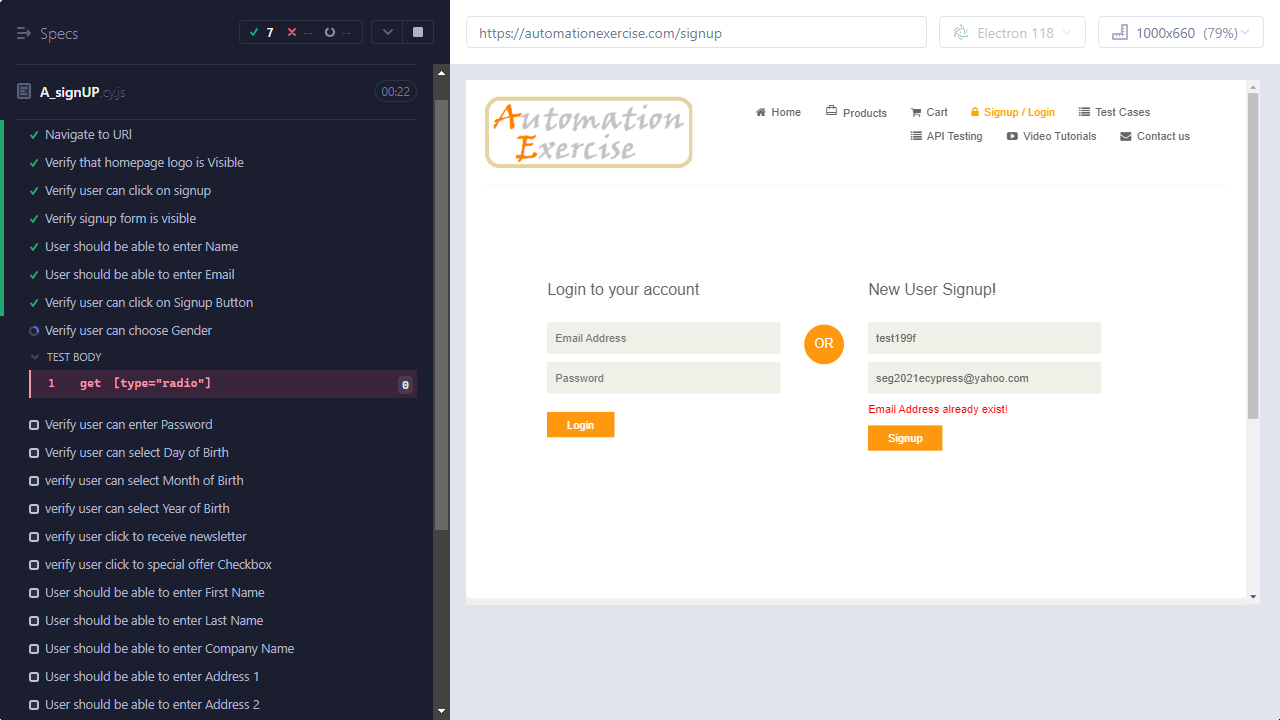 Specs
7 -- --
A_signUP.cy.js
00:22
Navigate to URl
Verify that homepage logo is Visible
Verify user can click on signup
Verify signup form is visible
User should be able to enter Name
User should be able to enter Email
Verify user can click on Signup Button
Verify user can choose Gender
TEST BODY
1 get [type="radio"] 0
Verify user can enter Password
Verify user can select Day of Birth
verify user can select Month of Birth
verify user can select Year of Birth
verify user click to receive newsletter
verify user click to special offer Checkbox
User should be able to enter First Name
User should be able to enter Last Name
User should be able to enter Company Name
User should be able to enter Address 1
User should be able to enter Address 2
https://automationexercise.com/signup
Electron 118
1000x660 (79%)
Automation
Exercise
Home Products Cart Signup / Login Test Cases
API Testing Video Tutorials Contact us
Login to your account
Email Address
Password
Login
OR
New User Signup!
test199f
seg2021ecypress@yahoo.com
Email Address already exist!
Signup